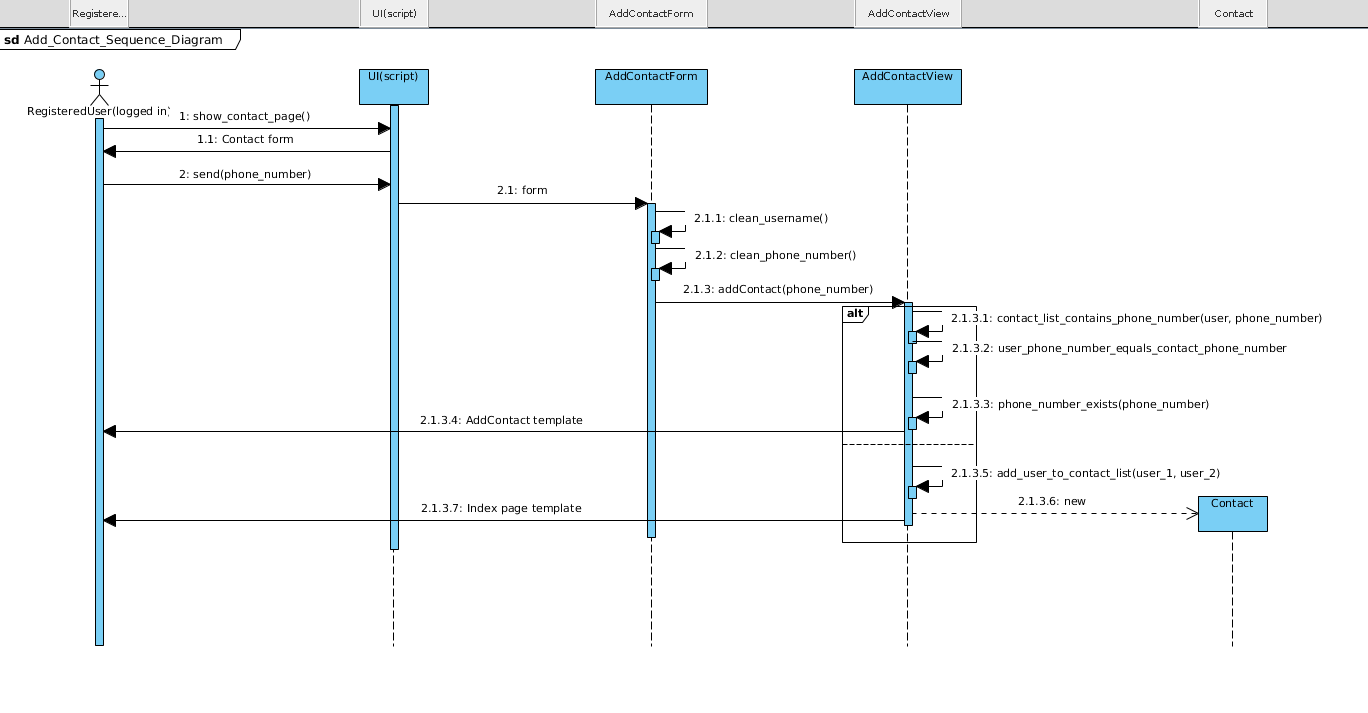 Registere... UI(script) AddContactForm AddContactView Contact
sd Add_Contact_Sequence_Diagram
UI(script) AddContactForm AddContactView
RegisteredUser(logged in)
1: show_contact_page()
1.1: Contact form
2: send(phone_number)
2.1: form
2.1.1: clean_username()
2.1.2: clean_phone_number()
2.1.3: addContact(phone_number)
alt
2.1.3.1: contact_list_contains_phone_number(user, phone_number)
2.1.3.2: user_phone_number_equals_contact_phone_number
2.1.3.3: phone_number_exists(phone_number)
2.1.3.4: AddContact template
2.1.3.5: add_user_to_contact_list(user_1, user_2)
2.1.3.6: new
Contact
2.1.3.7: Index page template